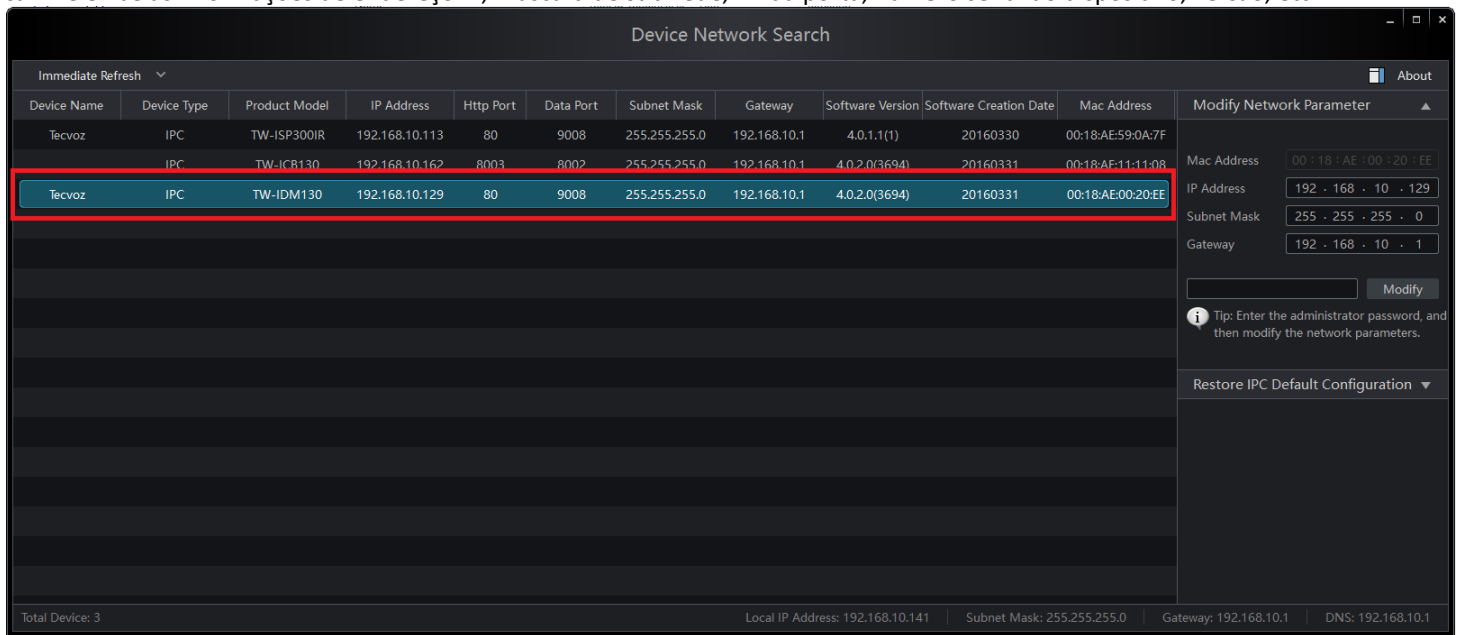 Device Network Search
Immediate Refresh
About
Device Name Device Type Product Model IP Address Http Port Data Port Subnet Mask Gateway Software Version Software Creation Date Mac Address
Tecvoz IPC TW-ISP300IR 192.168.10.113 80 9008 255.255.255.0 192.168.10.1 4.0.1.1(1) 20160330 00:18:AE:59:0A:7F
IPC TW-ICB130 192.168.10.162 8003 8002 255.255.255.0 192.168.10.1 4.0.2.0(3694) 20160331 00:18:AE:11:11:08
Tecvoz IPC TW-IDM130 192.168.10.129 80 9008 255.255.255.0 192.168.10.1 4.0.2.0(3694) 20160331 00:18:AE:00:20:EE
Modify Network Parameter
Mac Address 00 : 18 : AE : 00 : 20 : EE
IP Address 192 . 168 . 10 . 129
Subnet Mask 255 . 255 . 255 . 0
Gateway 192 . 168 . 10 . 1
Modify
Tip: Enter the administrator password, and
then modify the network parameters.
Restore IPC Default Configuration
Total Device: 3
Local IP Address: 192.168.10.141 Subnet Mask: 255.255.255.0 Gateway: 192.168.10.1 DNS: 192.168.10.1